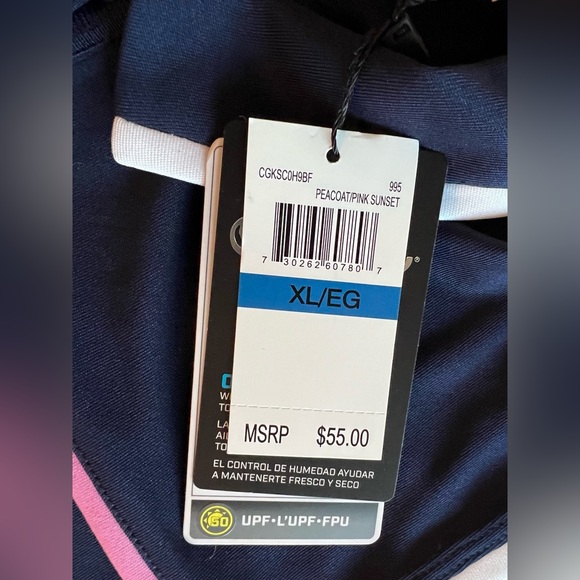 CGKSC0H9BF 995
PEACOAT/PINK SUNSET
7 30262 60780 7
XL/EG
MSRP $55.00
EL CONTROL DE HUMEDAD AYUDAR
A MANTENERTE FRESCO Y SECO
50 UPF•L'UPF•FPU